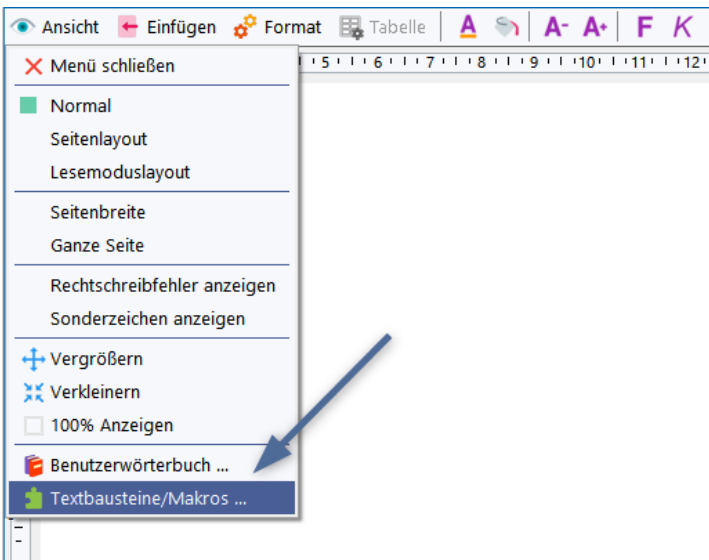 Ansicht Einfügen Format Tabelle A A- A+ F K
5 6 7 8 9 10 11 12
Menü schließen
Normal
Seitenlayout
Lesemoduslayout
Seitenbreite
Ganze Seite
Rechtschreibfehler anzeigen
Sonderzeichen anzeigen
Vergrößern
Verkleinern
100% Anzeigen
Benutzerwörterbuch ...
Textbausteine/Makros ...